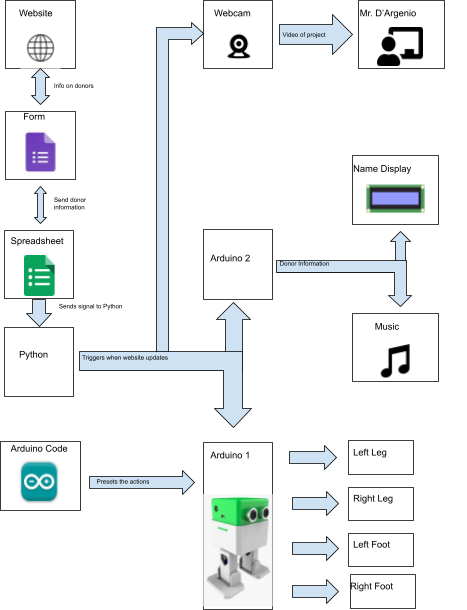 Website
Webcam
Mr. D'Argenio
Video of project
Info on donors
Form
Send donor
information
Name Display
Spreadsheet
Arduino 2
Donor Information
Sends signal to Python
Music
Python
Triggers when website updates
Arduino Code
Arduino 1
Left Leg
Presets the actions
Right Leg
Left Foot
Right Foot